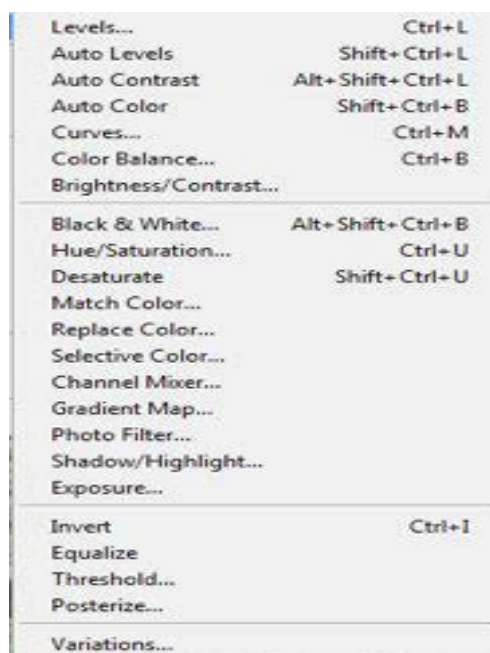 Levels... Ctrl+L
Auto Levels Shift+Ctrl+L
Auto Contrast Alt+Shift+Ctrl+L
Auto Color Shift+Ctrl+B
Curves... Ctrl+M
Color Balance... Ctrl+B
Brightness/Contrast...
Black & White... Alt+Shift+Ctrl+B
Hue/Saturation... Ctrl+U
Desaturate Shift+Ctrl+U
Match Color...
Replace Color...
Selective Color...
Channel Mixer...
Gradient Map...
Photo Filter...
Shadow/Highlight...
Exposure...
Invert Ctrl+I
Equalize
Threshold...
Posterize...
Variations...